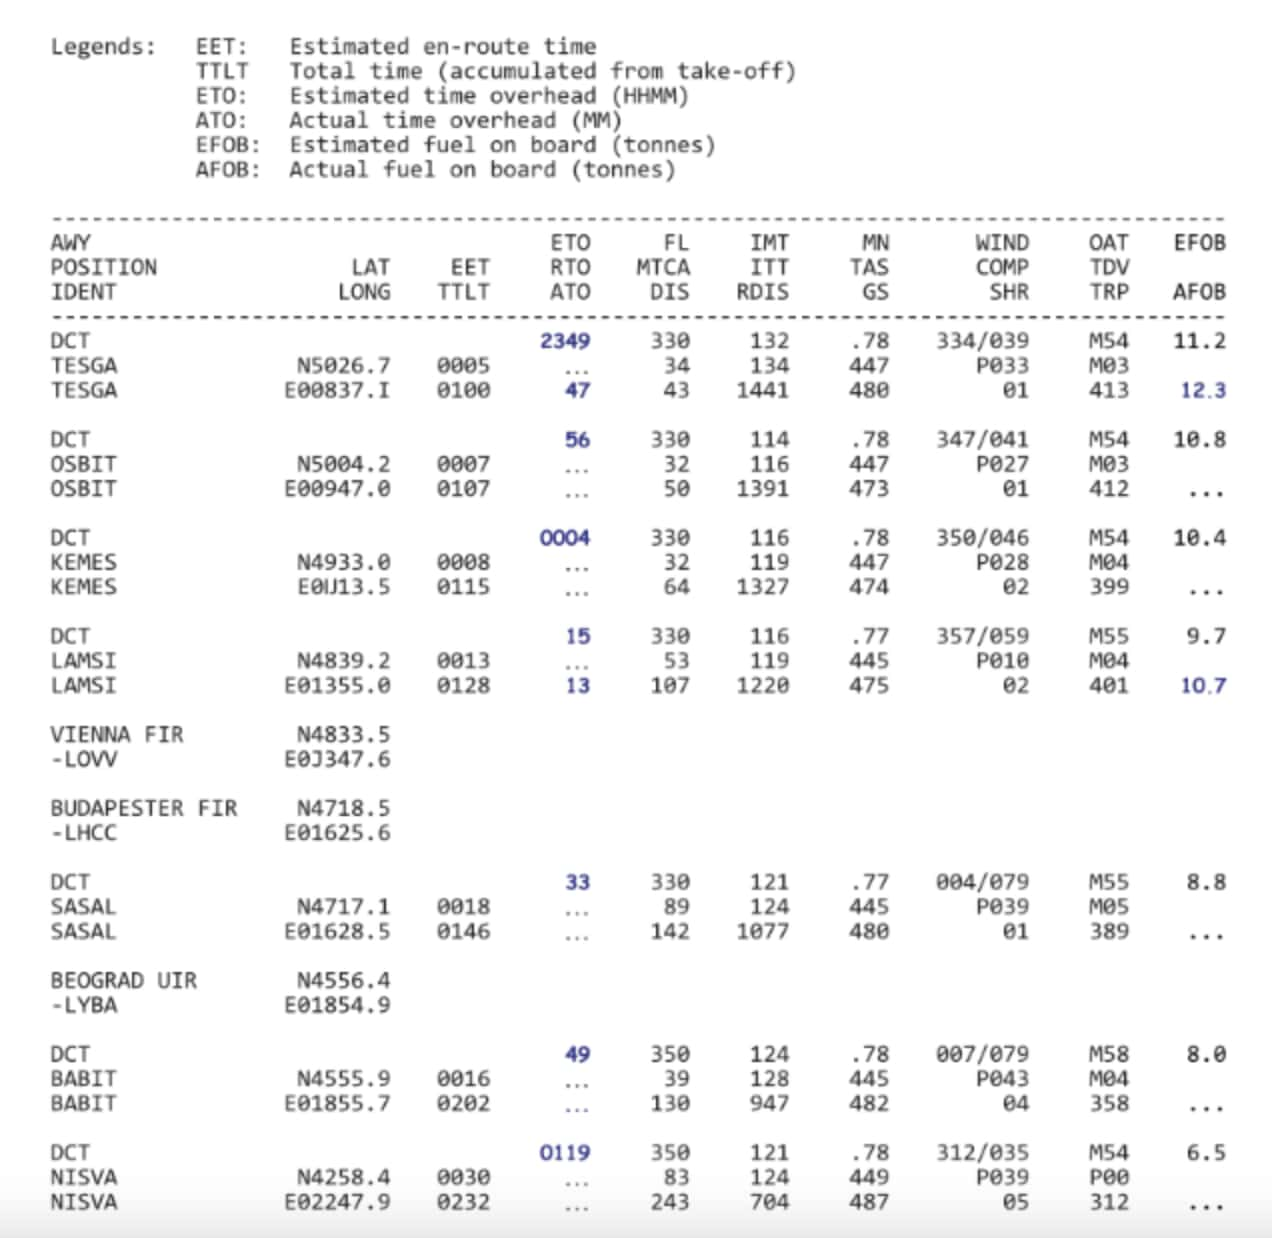 Legends: EET: Estimated en-route time
TTLT Total time (accumulated from take-off)
ETO: Estimated time overhead (HHMM)
ATO: Actual time overhead (MM)
EFOB: Estimated fuel on board (tonnes)
AFOB: Actual fuel on board (tonnes)
AWY ETO FL IMT MN WIND OAT EFOB
POSITION LAT EET RTO MTCA ITT TAS COMP TDV
IDENT LONG TTLT ATO DIS RDIS GS SHR TRP AFOB
DCT 2349 330 132 .78 334/039 M54 11.2
TESGA N5026.7 0005 ... 34 134 447 P033 M03
TESGA E00837.I 0100 47 43 1441 480 01 413 12.3
DCT 56 330 114 .78 347/041 M54 10.8
OSBIT N5004.2 0007 ... 32 116 447 P027 M03
OSBIT E00947.0 0107 ... 50 1391 473 01 412 ...
DCT 0004 330 116 .78 350/046 M54 10.4
KEMES N4933.0 0008 ... 32 119 447 P028 M04
KEMES E0IJ13.5 0115 ... 64 1327 474 02 399 ...
DCT 15 330 116 .77 357/059 M55 9.7
LAMSI N4839.2 0013 ... 53 119 445 P010 M04
LAMSI E01355.0 0128 13 107 1220 475 02 401 10.7
VIENNA FIR N4833.5
-LOVV E0J347.6
BUDAPESTER FIR N4718.5
-LHCC E01625.6
DCT 33 330 121 .77 004/079 M55 8.8
SASAL N4717.1 0018 ... 89 124 445 P039 M05
SASAL E01628.5 0146 ... 142 1077 480 01 389 ...
BEOGRAD UIR N4556.4
-LYBA E01854.9
DCT 49 350 124 .78 007/079 M58 8.0
BABIT N4555.9 0016 ... 39 128 445 P043 M04
BABIT E01855.7 0202 ... 130 947 482 04 358 ...
DCT 0119 350 121 .78 312/035 M54 6.5
NISVA N4258.4 0030 ... 83 124 449 P039 P00
NISVA E02247.9 0232 ... 243 704 487 05 312 ...